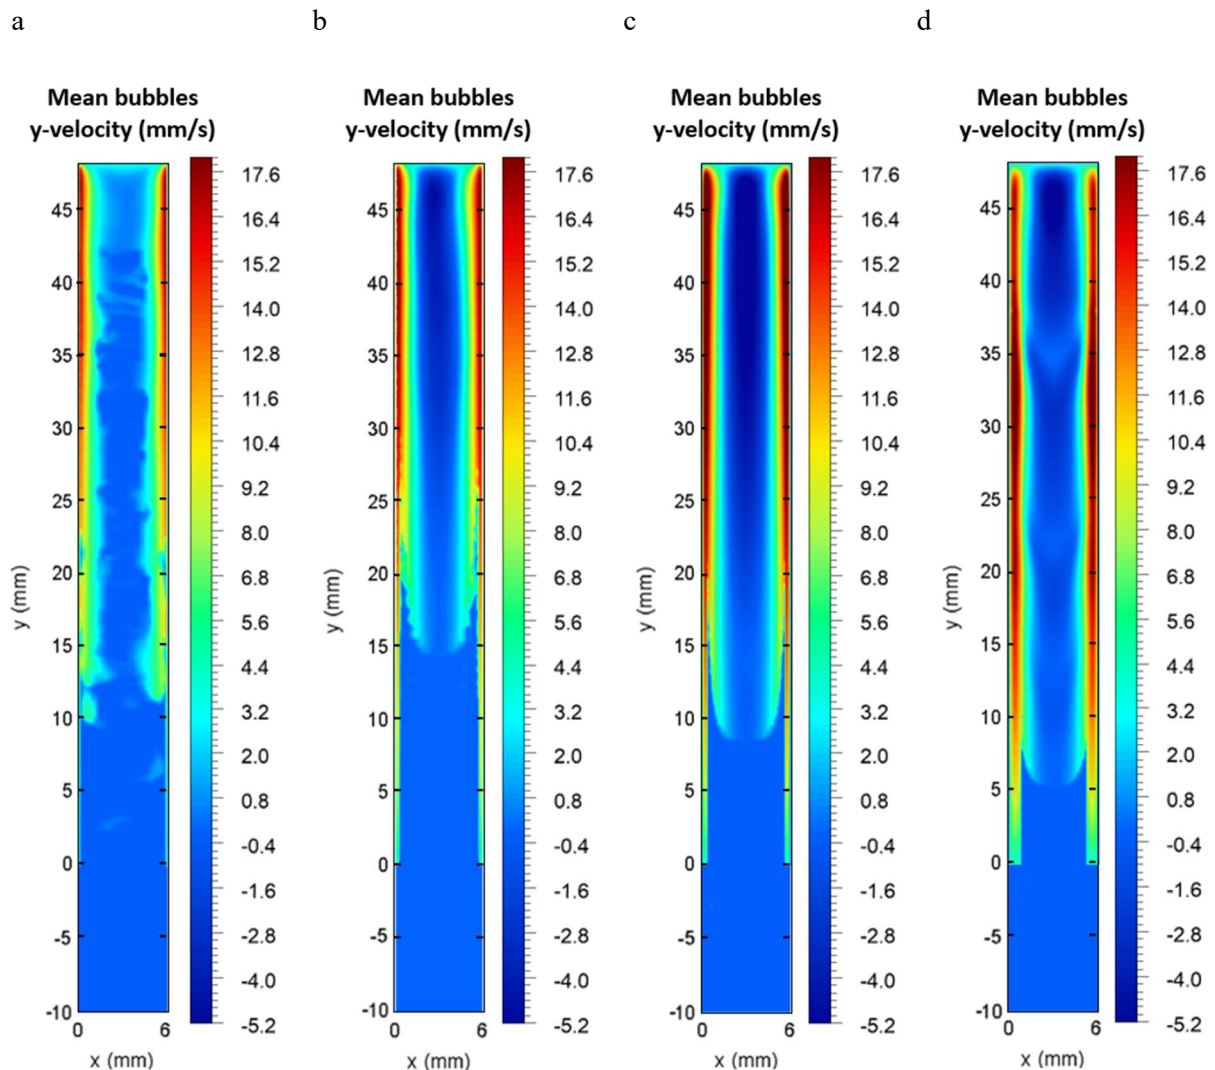 a b c d
Mean bubbles Mean bubbles Mean bubbles Mean bubbles
y-velocity (mm/s) y-velocity (mm/s) y-velocity (mm/s) y-velocity (mm/s)
17.6 17.6 17.6 17.6
45 16.4 45 16.4 45 16.4 45 16.4
15.2 15.2 15.2 15.2
40 14.0 40 14.0 40 14.0 40 14.0
35 12.8 35 12.8 35 12.8 35 12.8
11.6 11.6 11.6 11.6
30 10.4 30 10.4 30 10.4 30 10.4
25 9.2 25 9.2 25 9.2 25 9.2
8.0 8.0 8.0 8.0
20 6.8 20 6.8 20 6.8 20 6.8
y (mm) y (mm) y (mm) y (mm)
15 5.6 15 5.6 15 5.6 15 5.6
4.4 4.4 4.4 4.4
10 3.2 10 3.2 10 3.2 10 3.2
2.0 2.0 2.0 2.0
5 0.8 5 0.8 5 0.8 5 0.8
0 -0.4 0 -0.4 0 -0.4 0 -0.4
-1.6 -1.6 -1.6 -1.6
-5 -2.8 -5 -2.8 -5 -2.8 -5 -2.8
-4.0 -4.0 -4.0 -4.0
-10 -5.2 -10 -5.2 -10 -5.2 -10 -5.2
0 6 0 6 0 6 0 6
x (mm) x (mm) x (mm) x (mm)